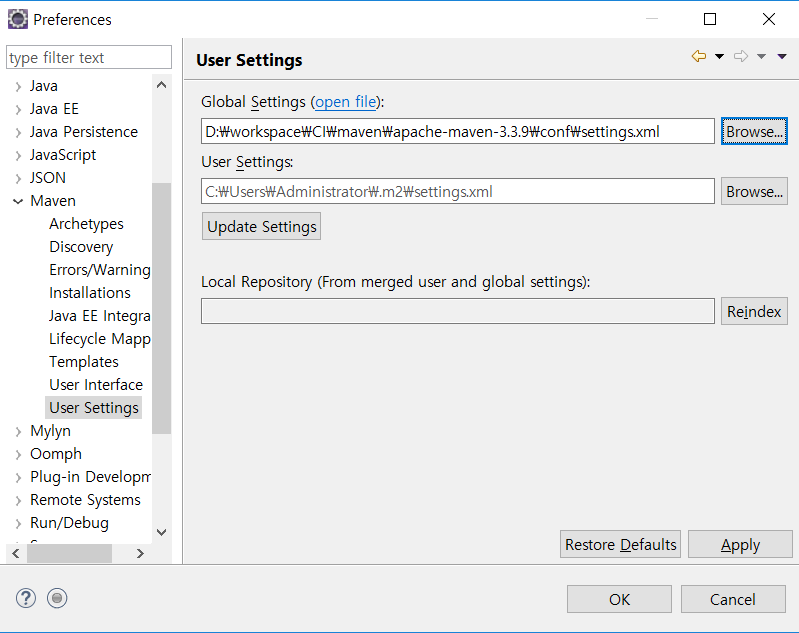 Preferences
type filter text
Java
Java EE
Java Persistence
JavaScript
JSON
Maven
Archetypes
Discovery
Errors/Warning
Installations
Java EE Integra
Lifecycle Mapp
Templates
User Interface
User Settings
Mylyn
Oomph
Plug-in Developm
Remote Systems
Run/Debug
User Settings
Global Settings (open file):
D:₩workspace₩CI₩maven₩apache-maven-3.3.9₩conf₩settings.xml
Browse...
User Settings:
C:₩Users₩Administrator₩.m2₩settings.xml
Browse...
Update Settings
Local Repository (From merged user and global settings):
Reindex
Restore Defaults
Apply
?
OK
Cancel